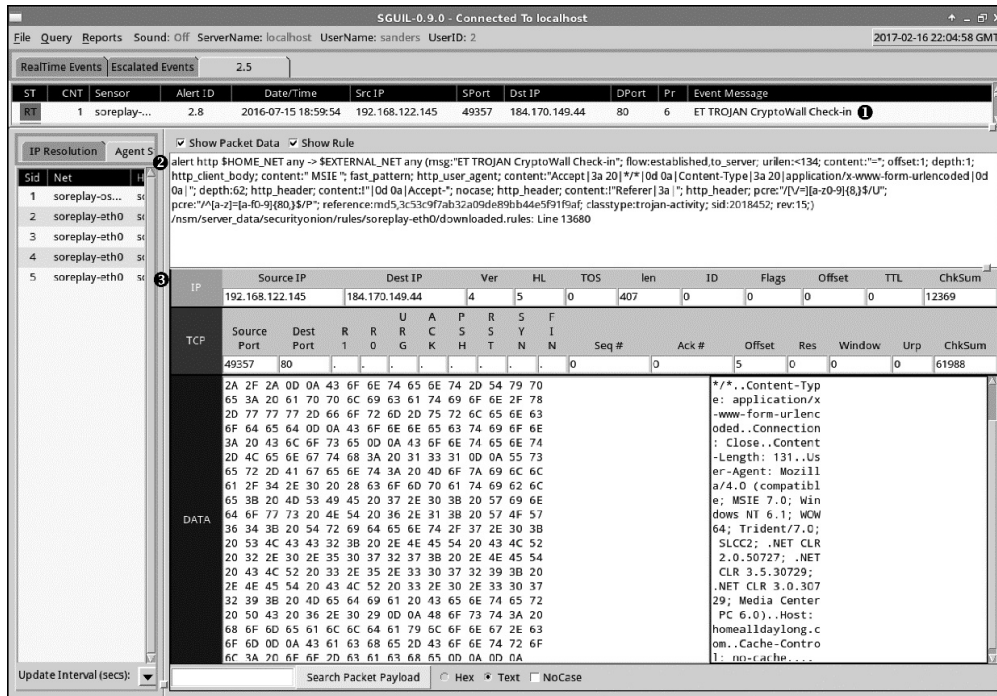 SGUIL-0.9.0 - Connected To localhost
File Query Reports Sound: Off ServerName: localhost UserName: sanders UserID: 2 2017-02-16 22:04:58 GMT
RealTime Events Escalated Events 2.5
ST CNT Sensor Alert ID Date/Time Src IP SPort Dst IP DPort Pr Event Message
RT 1 soreplay-... 2.8 2016-07-15 18:59:54 192.168.122.145 49357 184.170.149.44 80 6 ET TROJAN CryptoWall Check-in 1
IP Resolution Agent S
Sid Net H
1 soreplay-os... so
2 soreplay-eth0 so
3 soreplay-eth0 so
4 soreplay-eth0 so
5 soreplay-eth0 so
Update Interval (secs):
Show Packet Data Show Rule
2
alert http $HOME_NET any -> $EXTERNAL_NET any (msg:"ET TROJAN CryptoWall Check-in"; flow:established,to_server; urilen:<134; content:"="; offset:1; depth:1;
http_client_body; content:" MSIE "; fast_pattern; http_user_agent; content:"Accept|3a 20|*/*|0d 0a|Content-Type|3a 20|application/x-www-form-urlencoded|0d
0a|"; depth:62; http_header; content:!"|0d 0a|Accept-"; nocase; http_header; content:!"Referer|3a|"; http_header; pcre:"/[\/=][a-z0-9]{8,}$/U";
pcre:"/^[a-z]=[a-f0-9]{80,}$/P"; reference:md5,3c53c9f7ab32a09de89bb44e5f91f9af; classtype:trojan-activity; sid:2018452; rev:15;)
/nsm/server_data/securityonion/rules/soreplay-eth0/downloaded.rules: Line 13680
3
IP
Source IP Dest IP Ver HL TOS len ID Flags Offset TTL ChkSum
192.168.122.145 184.170.149.44 4 5 0 407 0 0 0 0 12369
TCP
U A P R S F
Source Dest R R R C S S Y I
Port Port 1 0 G K H T N N Seq # Ack # Offset Res Window Urp ChkSum
49357 80 . . . . . . . . 0 0 5 0 0 0 61988
DATA
2A 2F 2A 0D 0A 43 6F 6E 74 65 6E 74 2D 54 79 70 */*..Content-Typ
65 3A 20 61 70 70 6C 69 63 61 74 69 6F 6E 2F 78 e: application/x
2D 77 77 77 2D 66 6F 72 6D 2D 75 72 6C 65 6E 63 -www-form-urlenc
6F 64 65 64 0D 0A 43 6F 6E 6E 65 63 74 69 6F 6E oded..Connection
3A 20 43 6C 6F 73 65 0D 0A 43 6F 6E 74 65 6E 74 : Close..Content
2D 4C 65 6E 67 74 68 3A 20 31 33 31 0D 0A 55 73 -Length: 131..Us
65 72 2D 41 67 65 6E 74 3A 20 4D 6F 7A 69 6C 6C er-Agent: Mozill
61 2F 34 2E 30 20 28 63 6F 6D 70 61 74 69 62 6C a/4.0 (compatibl
65 3B 20 4D 53 49 45 20 37 2E 30 3B 20 57 69 6E e; MSIE 7.0; Win
64 6F 77 73 20 4E 54 20 36 2E 31 3B 20 57 4F 57 dows NT 6.1; WOW
36 34 3B 20 54 72 69 64 65 6E 74 2F 37 2E 30 3B 64; Trident/7.0;
20 53 4C 43 43 32 3B 20 2E 4E 45 54 20 43 4C 52 SLCC2; .NET CLR
20 32 2E 30 2E 35 30 37 32 37 3B 20 2E 4E 45 54 2.0.50727; .NET
20 43 4C 52 20 33 2E 35 2E 33 30 37 32 39 3B 20 CLR 3.5.30729;
2E 4E 45 54 20 43 4C 52 20 33 2E 30 2E 33 30 37 .NET CLR 3.0.307
32 39 3B 20 4D 65 64 69 61 20 43 65 6E 74 65 72 29; Media Center
20 50 43 20 36 2E 30 29 0D 0A 48 6F 73 74 3A 20 PC 6.0)..Host:
68 6F 6D 65 61 6C 6C 64 61 79 6C 6F 6E 67 2E 63 homealldaylong.c
6F 6D 0D 0A 43 61 63 68 65 2D 43 6F 6E 74 72 6F om..Cache-Contro
6C 3A 20 6E 6F 2D 63 61 63 68 65 0D 0A 0D 0A l: no-cache....
Search Packet Payload Hex Text NoCase